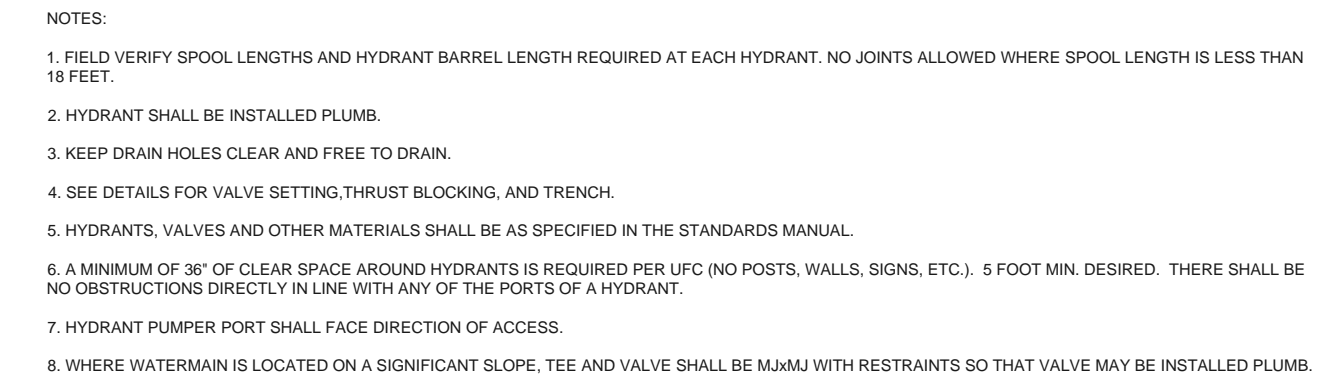 NOTES:
1. FIELD VERIFY SPOOL LENGTHS AND HYDRANT BARREL LENGTH REQUIRED AT EACH HYDRANT. NO JOINTS ALLOWED WHERE SPOOL LENGTH IS LESS THAN
18 FEET.
2. HYDRANT SHALL BE INSTALLED PLUMB.
3. KEEP DRAIN HOLES CLEAR AND FREE TO DRAIN.
4. SEE DETAILS FOR VALVE SETTING,THRUST BLOCKING, AND TRENCH.
5. HYDRANTS, VALVES AND OTHER MATERIALS SHALL BE AS SPECIFIED IN THE STANDARDS MANUAL.
6. A MINIMUM OF 36" OF CLEAR SPACE AROUND HYDRANTS IS REQUIRED PER UFC (NO POSTS, WALLS, SIGNS, ETC.).  5 FOOT MIN. DESIRED.  THERE SHALL BE
NO OBSTRUCTIONS DIRECTLY IN LINE WITH ANY OF THE PORTS OF A HYDRANT.
7. HYDRANT PUMPER PORT SHALL FACE DIRECTION OF ACCESS.
8. WHERE WATERMAIN IS LOCATED ON A SIGNIFICANT SLOPE, TEE AND VALVE SHALL BE MJxMJ WITH RESTRAINTS SO THAT VALVE MAY BE INSTALLED PLUMB.